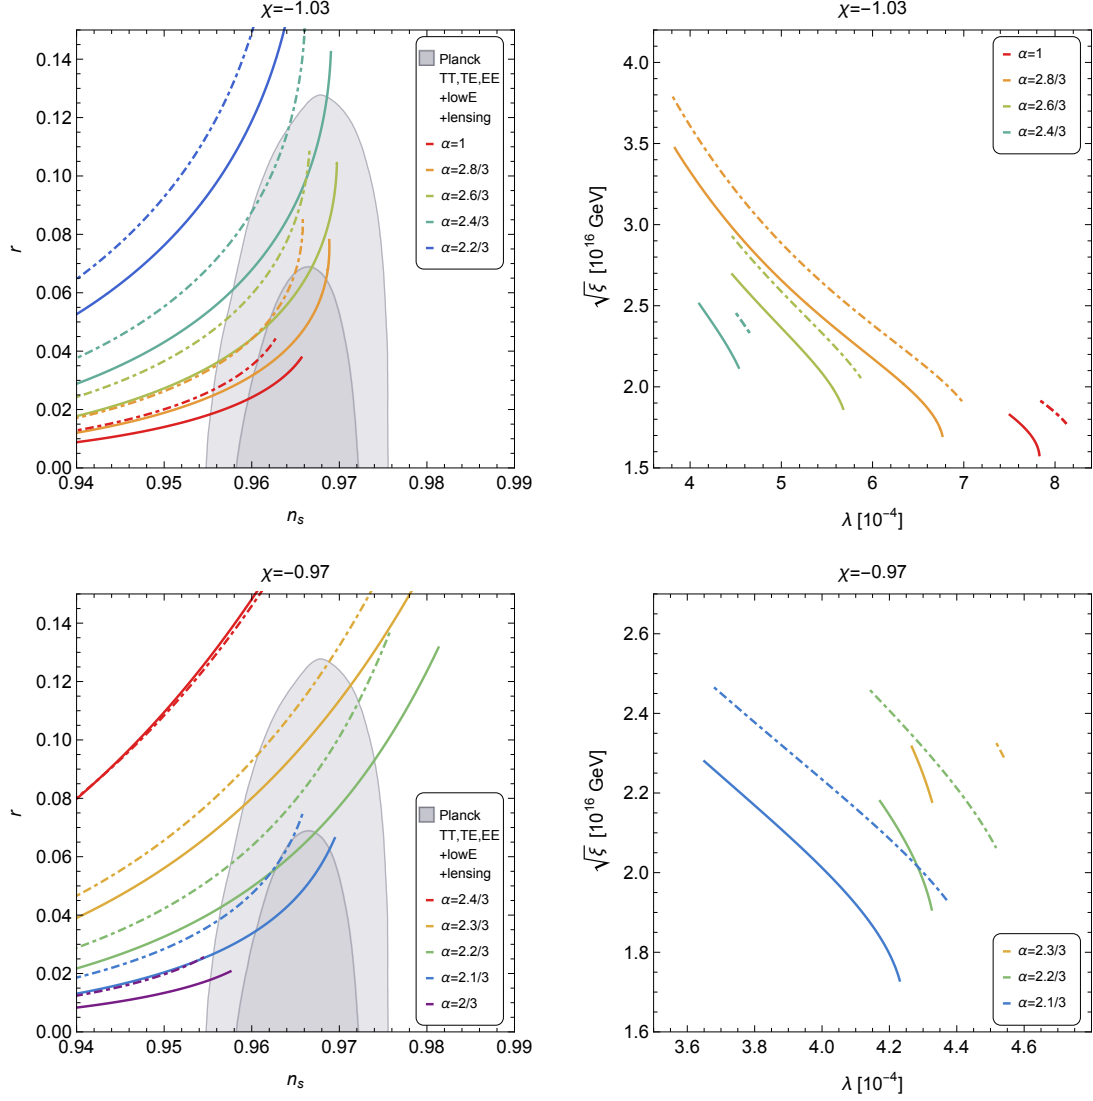 χ=−1.03
0.14
0.12
0.10
0.08
0.06
0.04
0.02
0.00
r
0.94
0.95
0.96
0.97
0.98
0.99
n_s
Planck
TT,TE,EE
+lowE
+lensing
α=1
α=2.8/3
α=2.6/3
α=2.4/3
α=2.2/3
χ=−1.03
4.0
3.5
3.0
2.5
2.0
1.5
√ξ [10^16 GeV]
4
5
6
7
8
λ [10^−4]
α=1
α=2.8/3
α=2.6/3
α=2.4/3
χ=−0.97
0.14
0.12
0.10
0.08
0.06
0.04
0.02
0.00
r
0.94
0.95
0.96
0.97
0.98
0.99
n_s
Planck
TT,TE,EE
+lowE
+lensing
α=2.4/3
α=2.3/3
α=2.2/3
α=2.1/3
α=2/3
χ=−0.97
2.6
2.4
2.2
2.0
1.8
1.6
√ξ [10^16 GeV]
3.6
3.8
4.0
4.2
4.4
4.6
λ [10^−4]
α=2.3/3
α=2.2/3
α=2.1/3